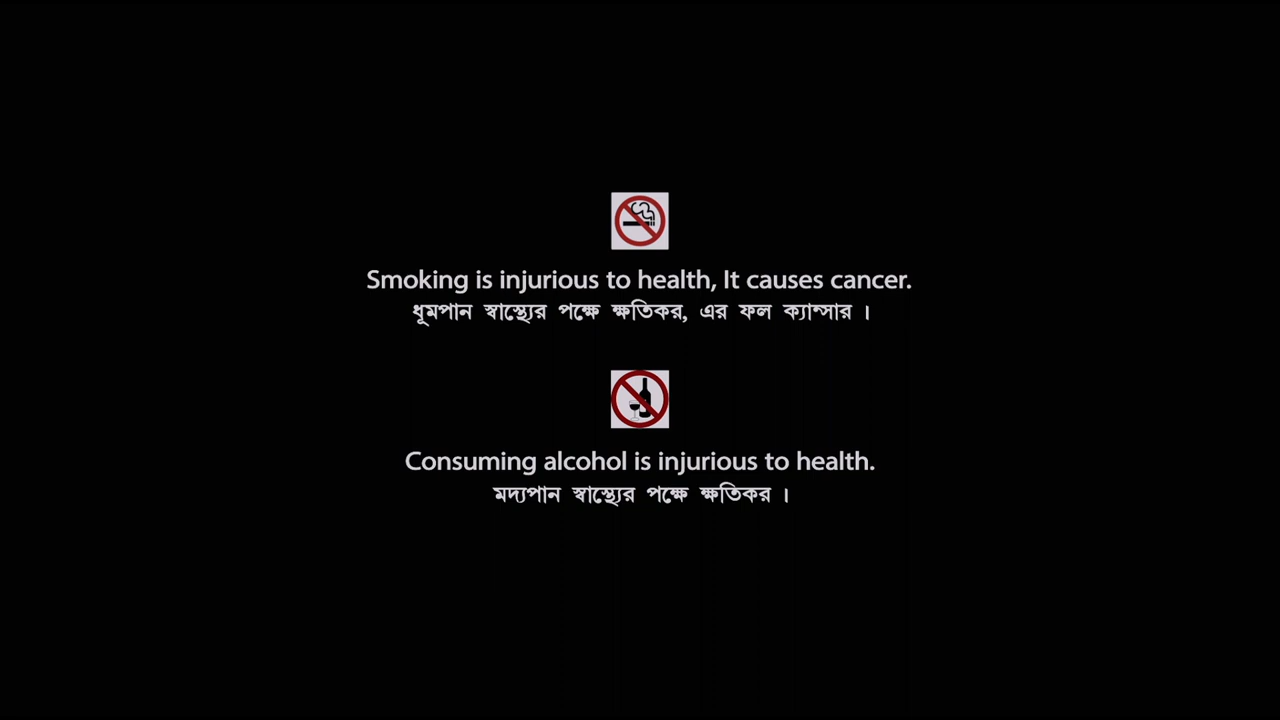 Smoking is injurious to health, It causes cancer.
ধূমপান স্বাস্থ্যের পক্ষে ক্ষতিকর, এর ফল ক্যান্সার ।
Consuming alcohol is injurious to health.
মদ্যপান স্বাস্থ্যের পক্ষে ক্ষতিকর ।